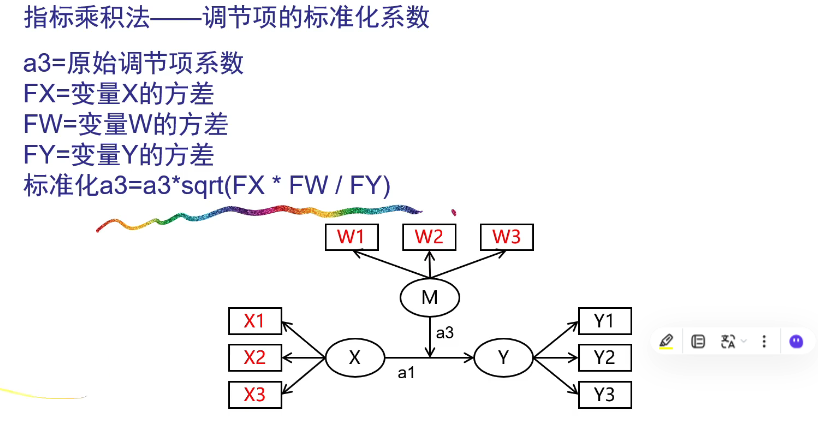 指标乘积法——调节项的标准化系数
a3=原始调节项系数
FX=变量X的方差
FW=变量W的方差
FY=变量Y的方差
标准化a3=a3*sqrt(FX * FW / FY)
W1 W2 W3
M
a3
X1 Y1
X2 X Y Y2
a1
X3 Y3